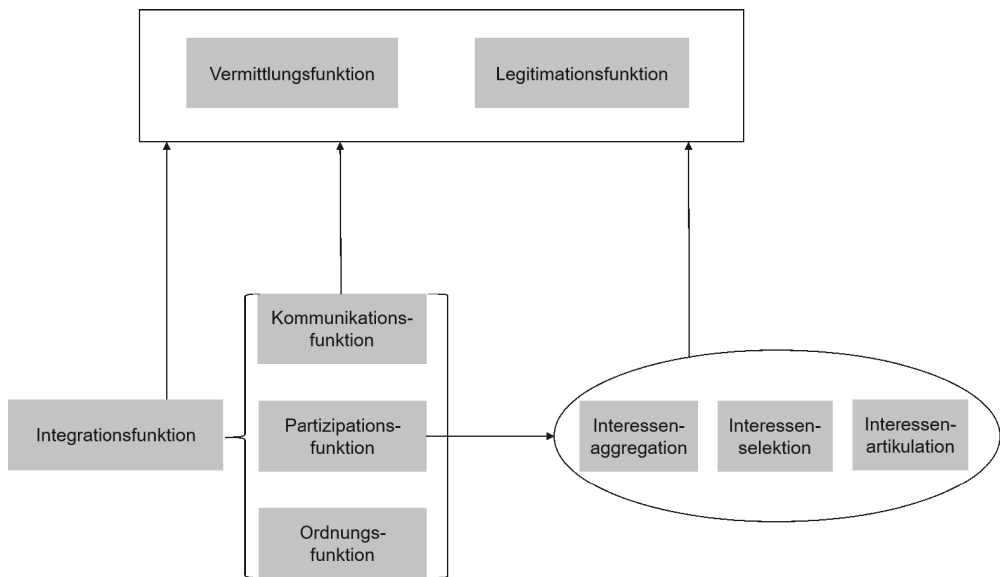 Vermittlungsfunktion
Legitimationsfunktion
Kommunikations-
funktion
Integrationsfunktion
Partizipations-
funktion
Interessen-
aggregation
Interessen-
selektion
Interessen-
artikulation
Ordnungs-
funktion